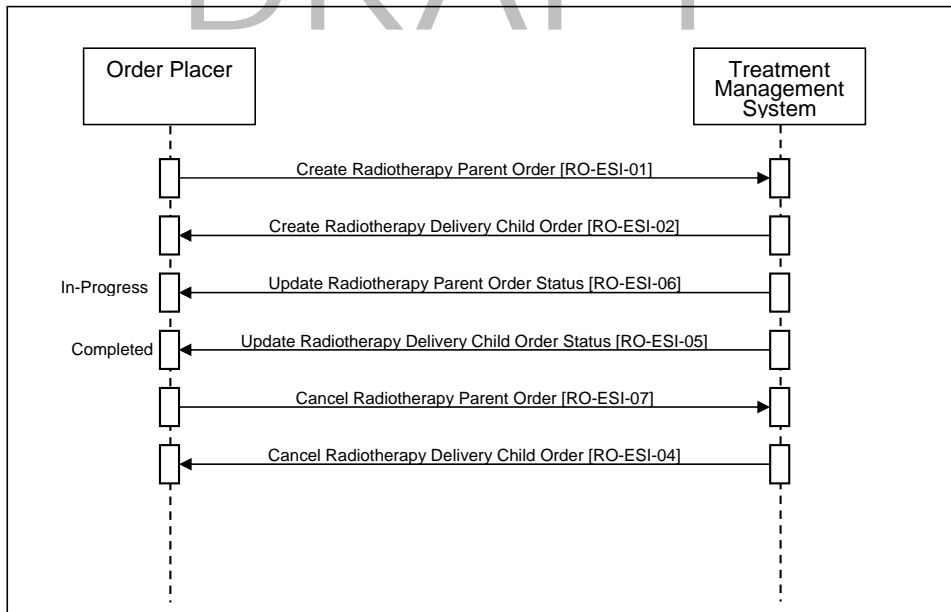 DRAFT
Order Placer
Treatment
Management
System
Create Radiotherapy Parent Order [RO-ESI-01]
Create Radiotherapy Delivery Child Order [RO-ESI-02]
In-Progress
Update Radiotherapy Parent Order Status [RO-ESI-06]
Completed
Update Radiotherapy Delivery Child Order Status [RO-ESI-05]
Cancel Radiotherapy Parent Order [RO-ESI-07]
Cancel Radiotherapy Delivery Child Order [RO-ESI-04]